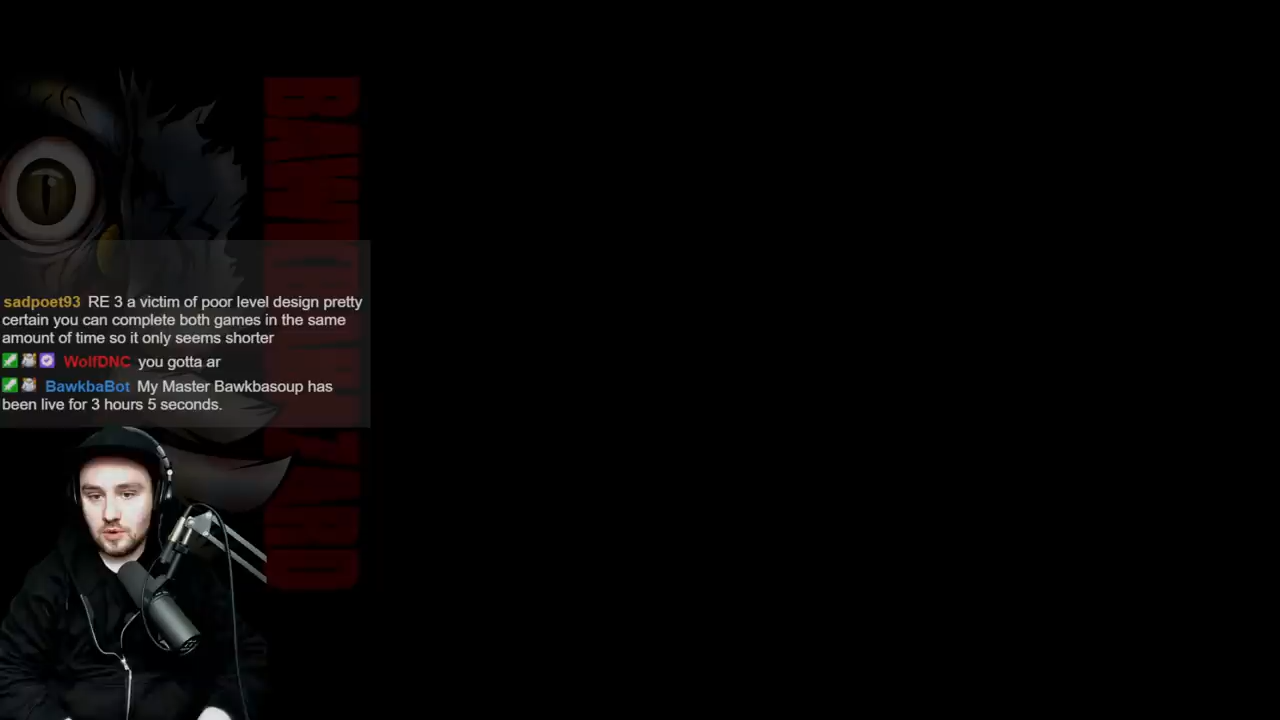 sadpoet93 RE 3 a victim of poor level design pretty
certain you can complete both games in the same
amount of time so it only seems shorter
WolfDNC you gotta ar
BawkbaBot My Master Bawkbasoup has
been live for 3 hours 5 seconds.